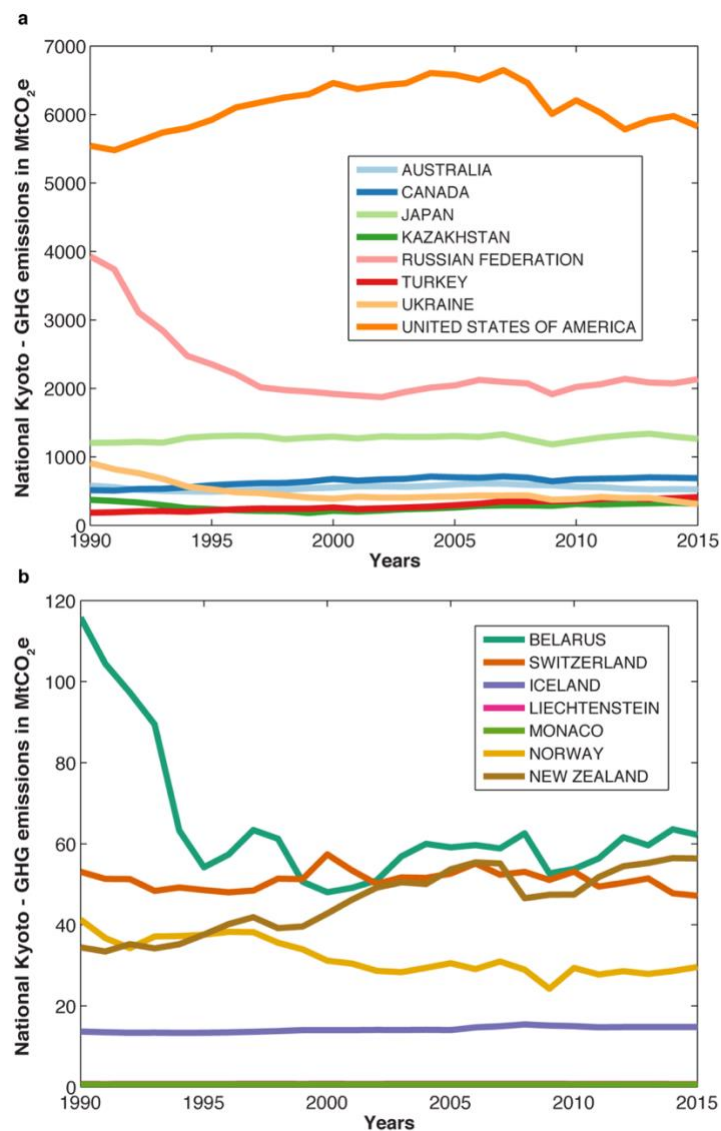 a
National Kyoto - GHG emissions in MtCO2e
7000
6000
5000
4000
3000
2000
1000
0
AUSTRALIA
CANADA
JAPAN
KAZAKHSTAN
RUSSIAN FEDERATION
TURKEY
UKRAINE
UNITED STATES OF AMERICA
1990 1995 2000 2005 2010 2015
Years
b
National Kyoto - GHG emissions in MtCO2e
120
100
80
60
40
20
0
BELARUS
SWITZERLAND
ICELAND
LIECHTENSTEIN
MONACO
NORWAY
NEW ZEALAND
1990 1995 2000 2005 2010 2015
Years